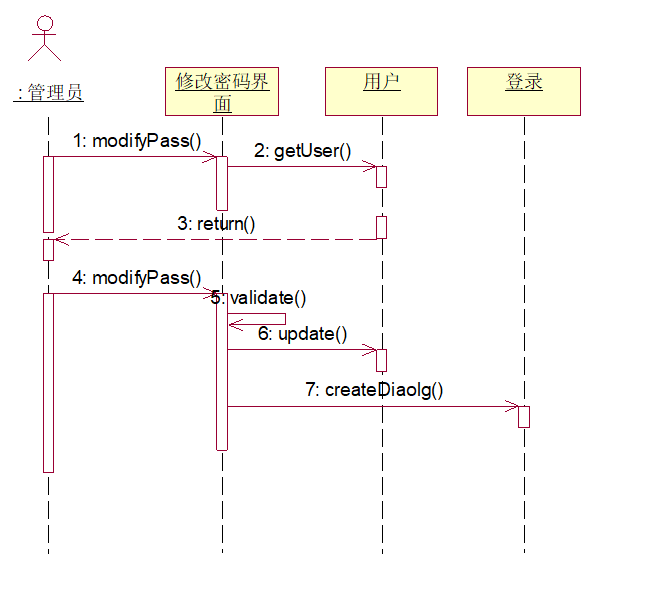 :管理员
修改密码界
面
用户
登录
1: modifyPass()
2: getUser()
3: return()
4: modifyPass()
5: validate()
6: update()
7: createDiaolg()